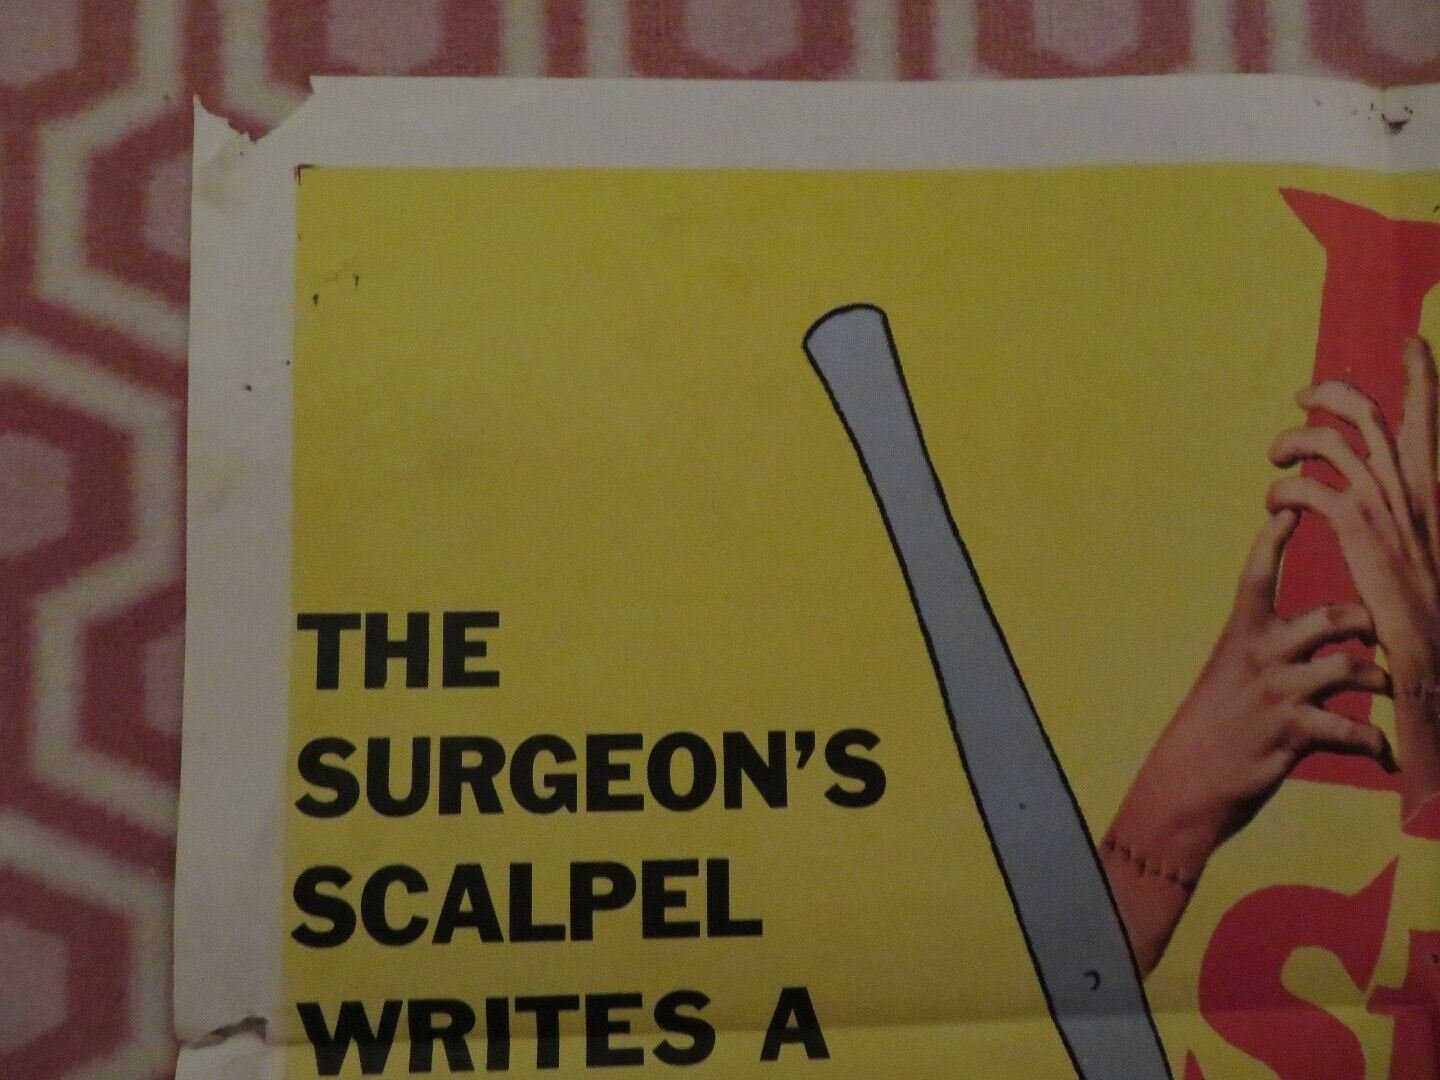 THE
SURGEON'S
SCALPEL
WRITES A